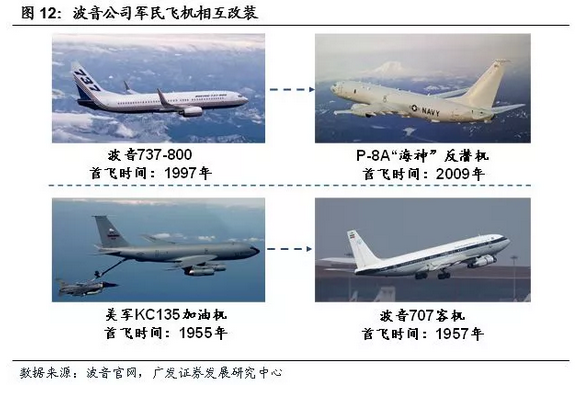 图 12：波音公司军民飞机相互改装
737
NAVY
波音737-800
首飞时间：1997年
P-8A“海神”反潜机
首飞时间：2009年
美军KC135加油机
首飞时间：1955年
波音707客机
首飞时间：1957年
数据来源：波音官网，广发证券发展研究中心